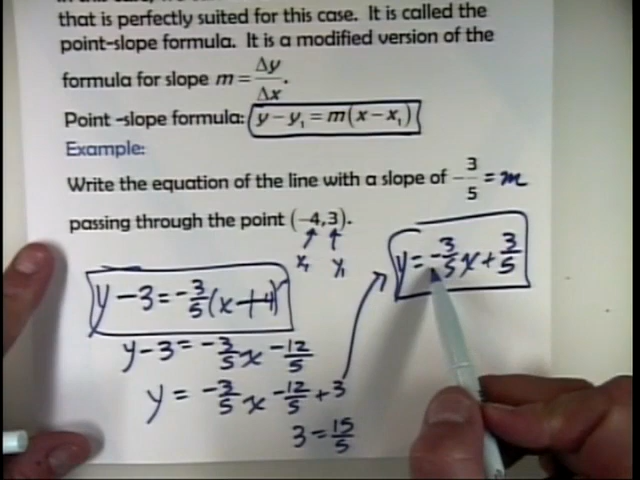 that is perfectly suited for this case. It is called the
point-slope formula. It is a modified version of the
formula for slope m = Δy/Δx.
Point -slope formula: y − y₁ = m(x − x₁)
Example:
Write the equation of the line with a slope of −3/5 = m
passing through the point (−4,3).
x₁ y₁
y = -3/5 x + 3/5
y - 3 = -3/5 (x + 4)
y - 3 = -3/5 x - 12/5
y = -3/5 x - 12/5 + 3
3 = 15/5